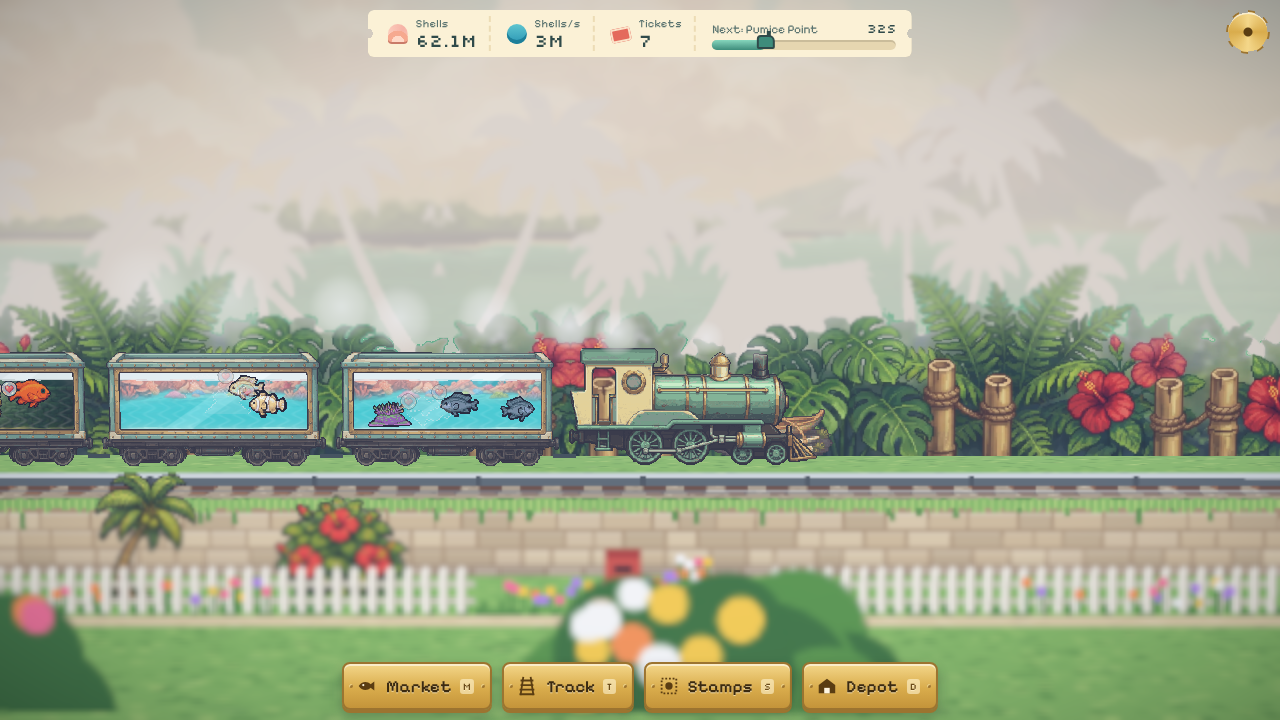 Shells
62.1M
Shells/s
3M
Tickets
7
Next: Pumice Point
32s
Market M
Track T
Stamps S
Depot D